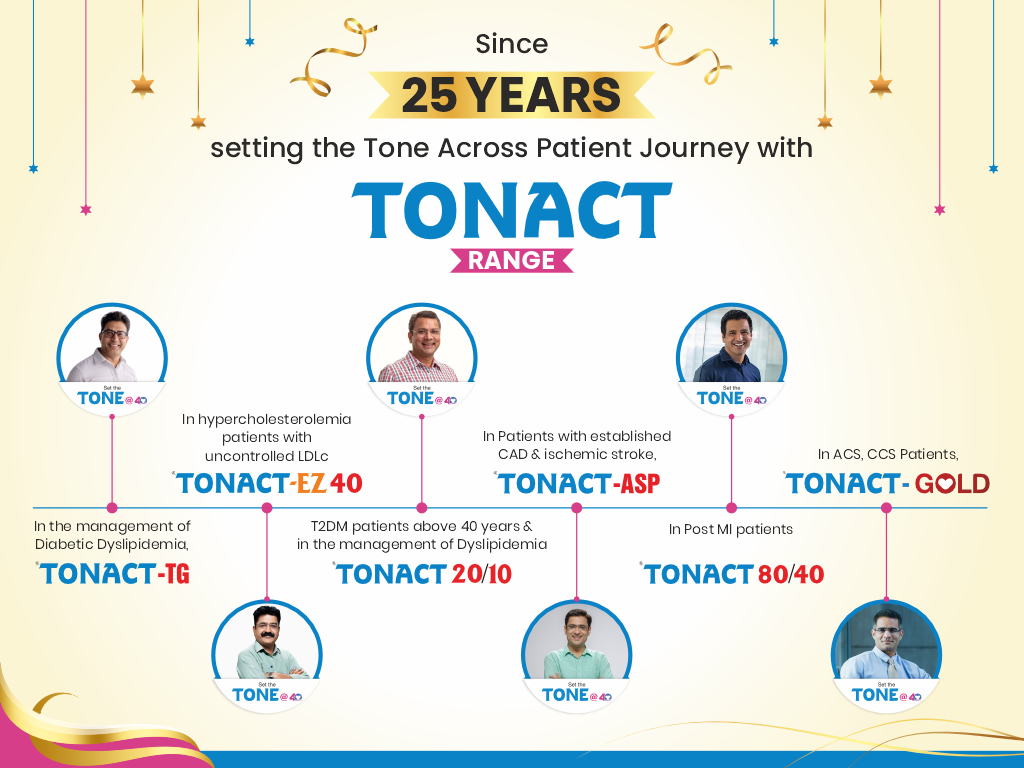 Since
25 YEARS
setting the Tone Across Patient Journey with
TONACT
RANGE
Set the
TONE @ 40
In the management of
Diabetic Dyslipidemia,
TONACT-TG
In hypercholesterolemia
patients with
uncontrolled LDLc
TONACT-EZ 40
Set the
TONE @ 40
Set the
TONE @ 40
T2DM patients above 40 years &
in the management of Dyslipidemia
TONACT 20/10
In Patients with established
CAD & ischemic stroke,
TONACT-ASP
Set the
TONE @ 40
Set the
TONE @ 40
In Post MI patients
TONACT 80/40
In ACS, CCS Patients,
TONACT- GOLD
Set the
TONE @ 40